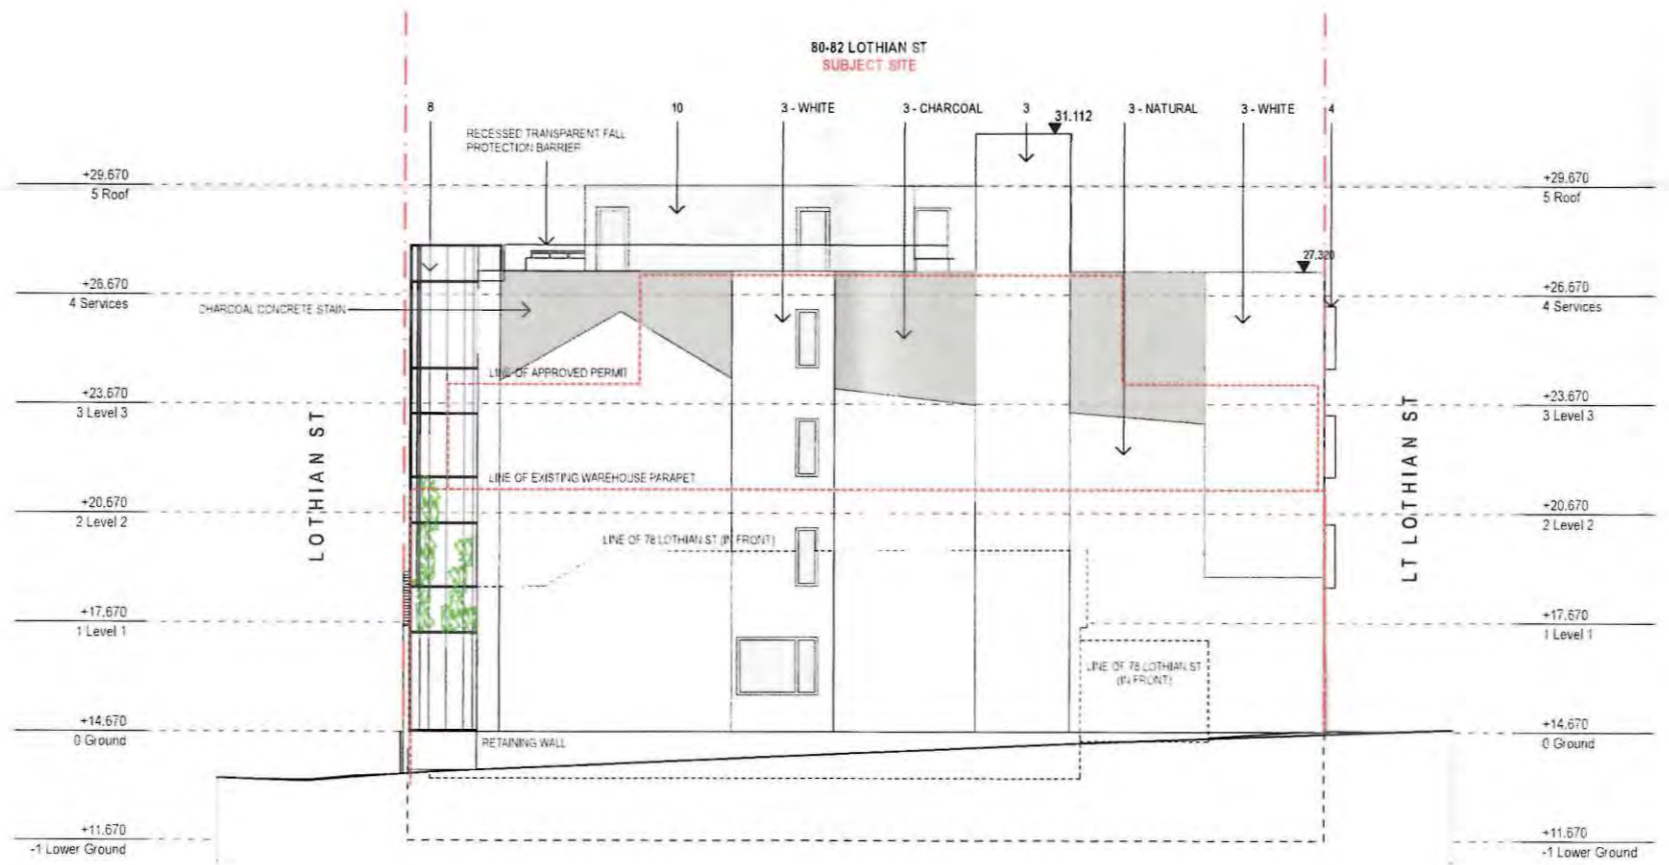 80-82 LOTHIAN ST
SUBJECT SITE
8
10
3 - WHITE
3 - CHARCOAL
3
31.112
3 - NATURAL
3 - WHITE
4
RECESSED TRANSPARENT FALL
PROTECTION BARRIER
+29.670
5 Roof
+29.670
5 Roof
27.320
+26.670
4 Services
+26.670
4 Services
CHARCOAL CONCRETE STAIN
LINE OF APPROVED PERMIT
+23.670
3 Level 3
+23.670
3 Level 3
LOTHIAN ST
LT LOTHIAN ST
LINE OF EXISTING WAREHOUSE PARAPET
+20.670
2 Level 2
+20.670
2 Level 2
LINE OF 78 LOTHIAN ST (IN FRONT)
+17.670
1 Level 1
+17.670
1 Level 1
LINE OF 78 LOTHIAN ST
(IN FRONT)
+14.670
0 Ground
+14.670
0 Ground
RETAINING WALL
+11.670
-1 Lower Ground
+11.670
-1 Lower Ground